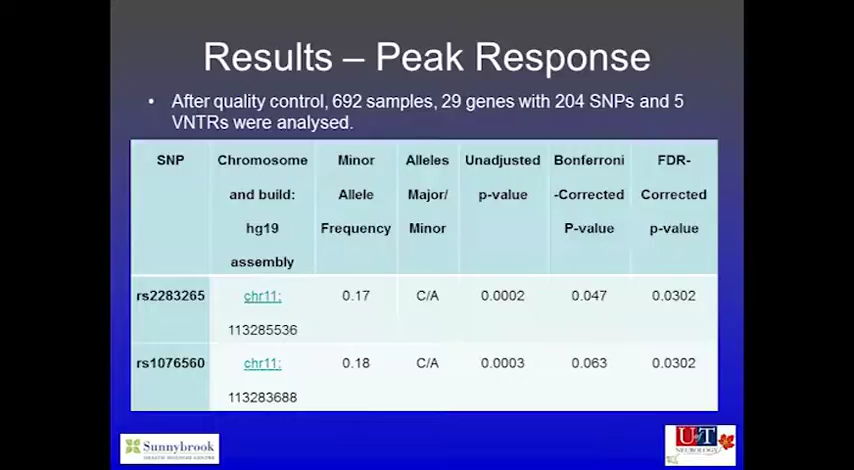 Results – Peak Response
• After quality control, 692 samples, 29 genes with 204 SNPs and 5
VNTRs were analysed.
SNP Chromosome Minor Alleles Unadjusted Bonferroni FDR-
and build: Allele Major/ p-value -Corrected Corrected
hg19 Frequency Minor P-value p-value
assembly
rs2283265 chr11: 0.17 C/A 0.0002 0.047 0.0302
113285536
rs1076560 chr11: 0.18 C/A 0.0003 0.063 0.0302
113283688
Sunnybrook
NEUROLOGY